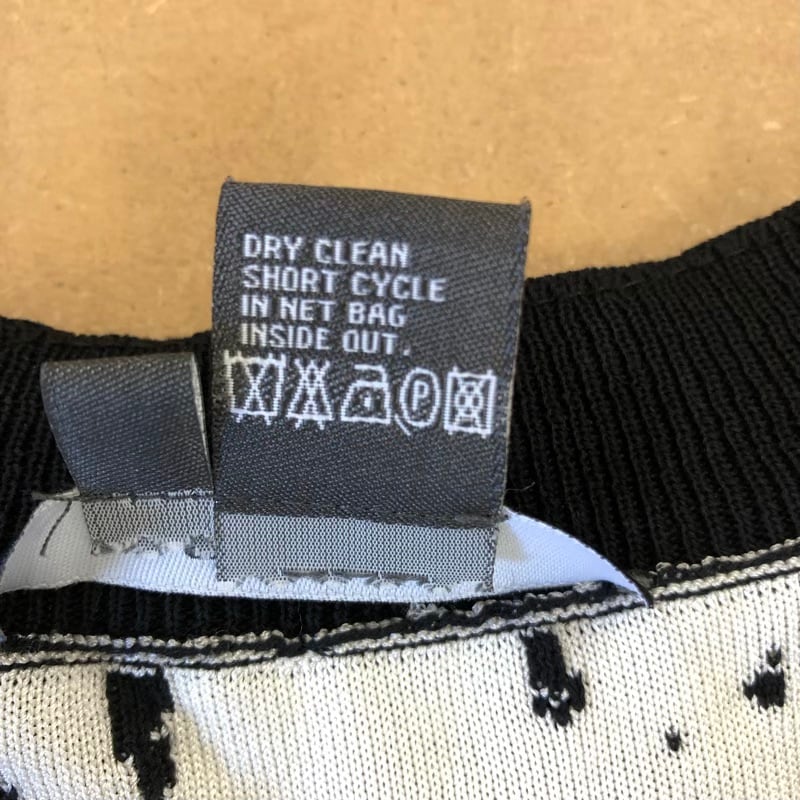 DRY CLEAN
SHORT CYCLE
IN NET BAG
INSIDE OUT.
P